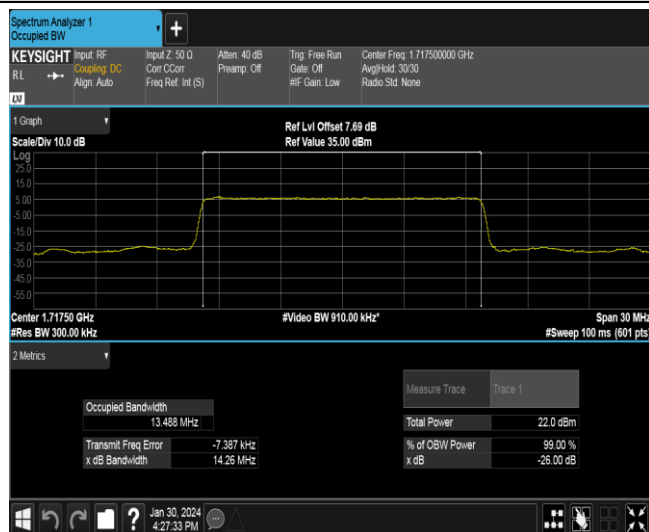 Spectrum Analyzer 1
Occupied BW
+
KEYSIGHT
RL
Input: RF
Coupling: DC
Align: Auto
Input Z: 50 Ω
Corr CCorr
Freq Ref: Int (S)
Atten: 40 dB
Preamp: Off
Trig: Free Run
Gate: Off
#IF Gain: Low
Center Freq: 1.717500000 GHz
Avg|Hold: 30/30
Radio Std: None
LXI
1 Graph
Scale/Div 10.0 dB
Ref Lvl Offset 7.69 dB
Ref Value 35.00 dBm
Log
25.0
15.0
5.00
-5.00
-15.0
-25.0
-35.0
-45.0
-55.0
Center 1.71750 GHz
#Video BW 910.00 kHz*
Span 30 MHz
#Res BW 300.00 kHz
#Sweep 100 ms (601 pts)
2 Metrics
Measure Trace Trace 1
Occupied Bandwidth
13.488 MHz
Total Power 22.0 dBm
Transmit Freq Error -7.387 kHz
% of OBW Power 99.00 %
x dB Bandwidth 14.26 MHz
x dB -26.00 dB
?
Jan 30, 2024
4:27:33 PM